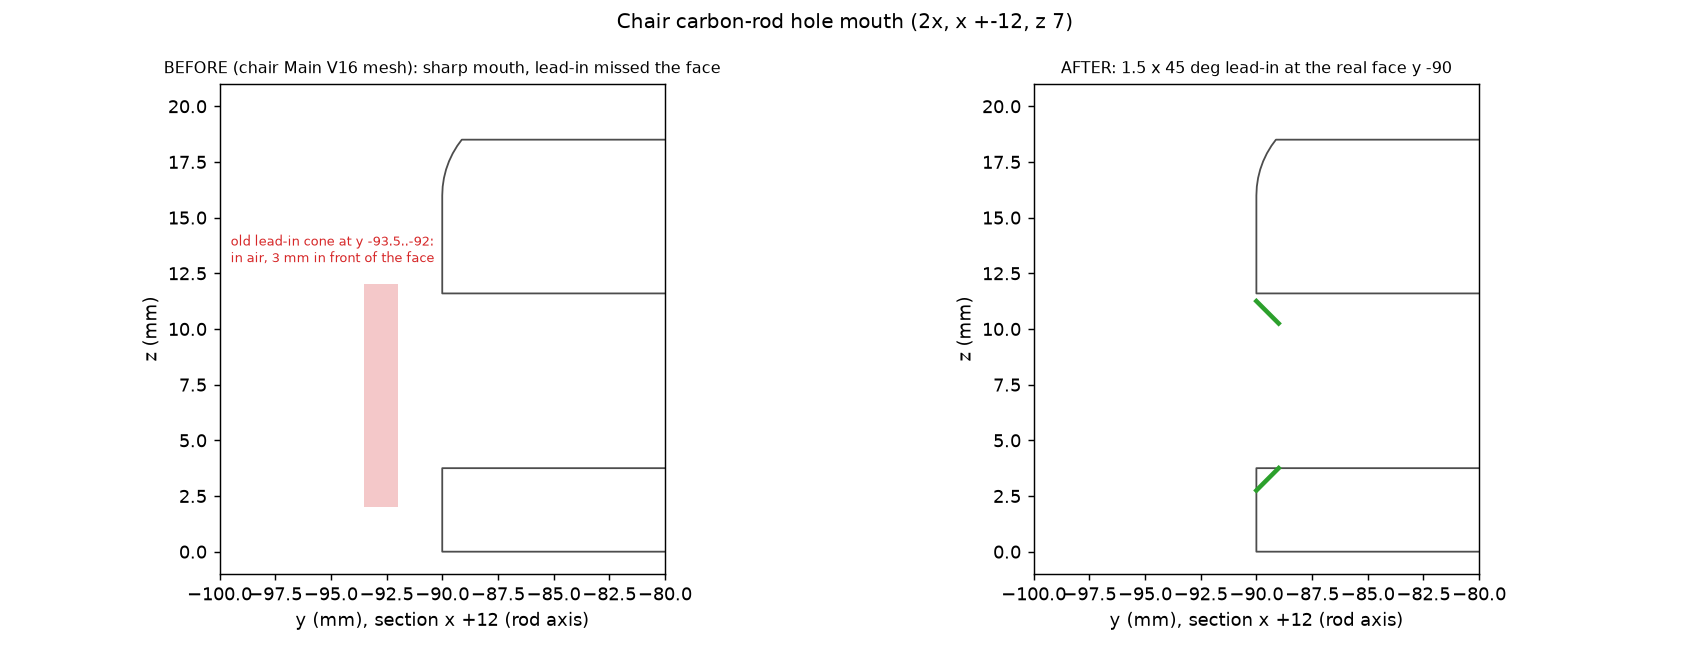 Chair carbon-rod hole mouth (2x, x +-12, z 7)
BEFORE (chair Main V16 mesh): sharp mouth, lead-in missed the face
20.0
17.5
15.0
12.5
10.0
7.5
5.0
2.5
0.0
z (mm)
old lead-in cone at y -93.5..-92:
in air, 3 mm in front of the face
−100.0 −97.5 −95.0 −92.5 −90.0 −87.5 −85.0 −82.5 −80.0
y (mm), section x +12 (rod axis)
AFTER: 1.5 x 45 deg lead-in at the real face y -90
20.0
17.5
15.0
12.5
10.0
7.5
5.0
2.5
0.0
z (mm)
−100.0 −97.5 −95.0 −92.5 −90.0 −87.5 −85.0 −82.5 −80.0
y (mm), section x +12 (rod axis)